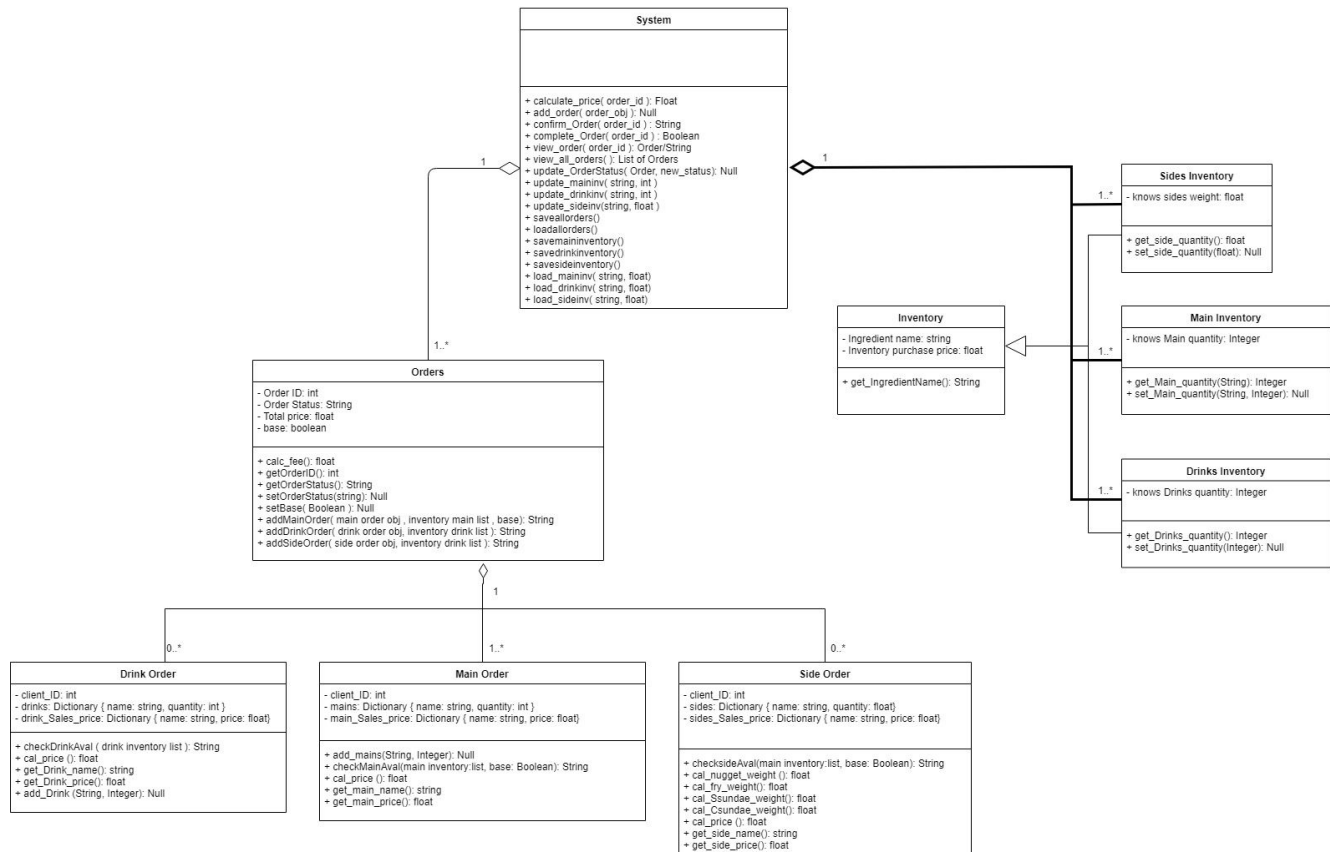 System
+ calculate_price( order_id ): Float
+ add_order( order_obj ): Null
+ confirm_Order( order_id ) : String
+ complete_Order( order_id ) : Boolean
+ view_order( order_id ): Order/String
+ view_all_orders( ): List of Orders
+ update_OrderStatus( Order, new_status): Null
+ update_maininv( string, int )
+ update_drinkinv( string, int )
+ update_sideinv(string, float )
+ saveallorders()
+ loadallorders()
+ savemaininventory()
+ savedrinkinventory()
+ savesideinventory()
+ load_maininv( string, float)
+ load_drinkinv( string, float)
+ load_sideinv( string, float)
1
1
1..*
1..*
1..*
1..*
Sides Inventory
- knows sides weight: float
+ get_side_quantity(): float
+ set_side_quantity(float): Null
Inventory
- Ingredient name: string
- Inventory purchase price: float
+ get_IngredientName(): String
Main Inventory
- knows Main quantity: Integer
+ get_Main_quantity(String): Integer
+ set_Main_quantity(String, Integer): Null
Drinks Inventory
- knows Drinks quantity: Integer
+ get_Drinks_quantity(): Integer
+ set_Drinks_quantity(Integer): Null
Orders
- Order ID: int
- Order Status: String
- Total price: float
- base: boolean
+ calc_fee(): float
+ getOrderID(): int
+ getOrderStatus(): String
+ setOrderStatus(string): Null
+ setBase( Boolean ): Null
+ addMainOrder( main order obj , inventory main list , base): String
+ addDrinkOrder( drink order obj, inventory drink list ): String
+ addSideOrder( side order obj, inventory drink list ): String
1
0..*
1..*
0..*
Drink Order
- client_ID: int
- drinks: Dictionary { name: string, quantity: int }
- drink_Sales_price: Dictionary { name: string, price: float}
+ checkDrinkAval ( drink inventory list ): String
+ cal_price (): float
+ get_Drink_name(): string
+ get_Drink_price(): float
+ add_Drink (String, Integer): Null
Main Order
- client_ID: int
- mains: Dictionary { name: string, quantity: int }
- main_Sales_price: Dictionary { name: string, price: float}
+ add_mains(String, Integer): Null
+ checkMainAval(main inventory:list, base: Boolean): String
+ cal_price (): float
+ get_main_name(): string
+ get_main_price(): float
Side Order
- client_ID: int
- sides: Dictionary { name: string, quantity: float}
- sides_Sales_price: Dictionary { name: string, price: float}
+ checksideAval(main inventory:list, base: Boolean): String
+ cal_nugget_weight (): float
+ cal_fry_weight(): float
+ cal_Ssundae_weight(): float
+ cal_Csundae_weight(): float
+ cal_price (): float
+ get_side_name(): string
+ get_side_price(): float